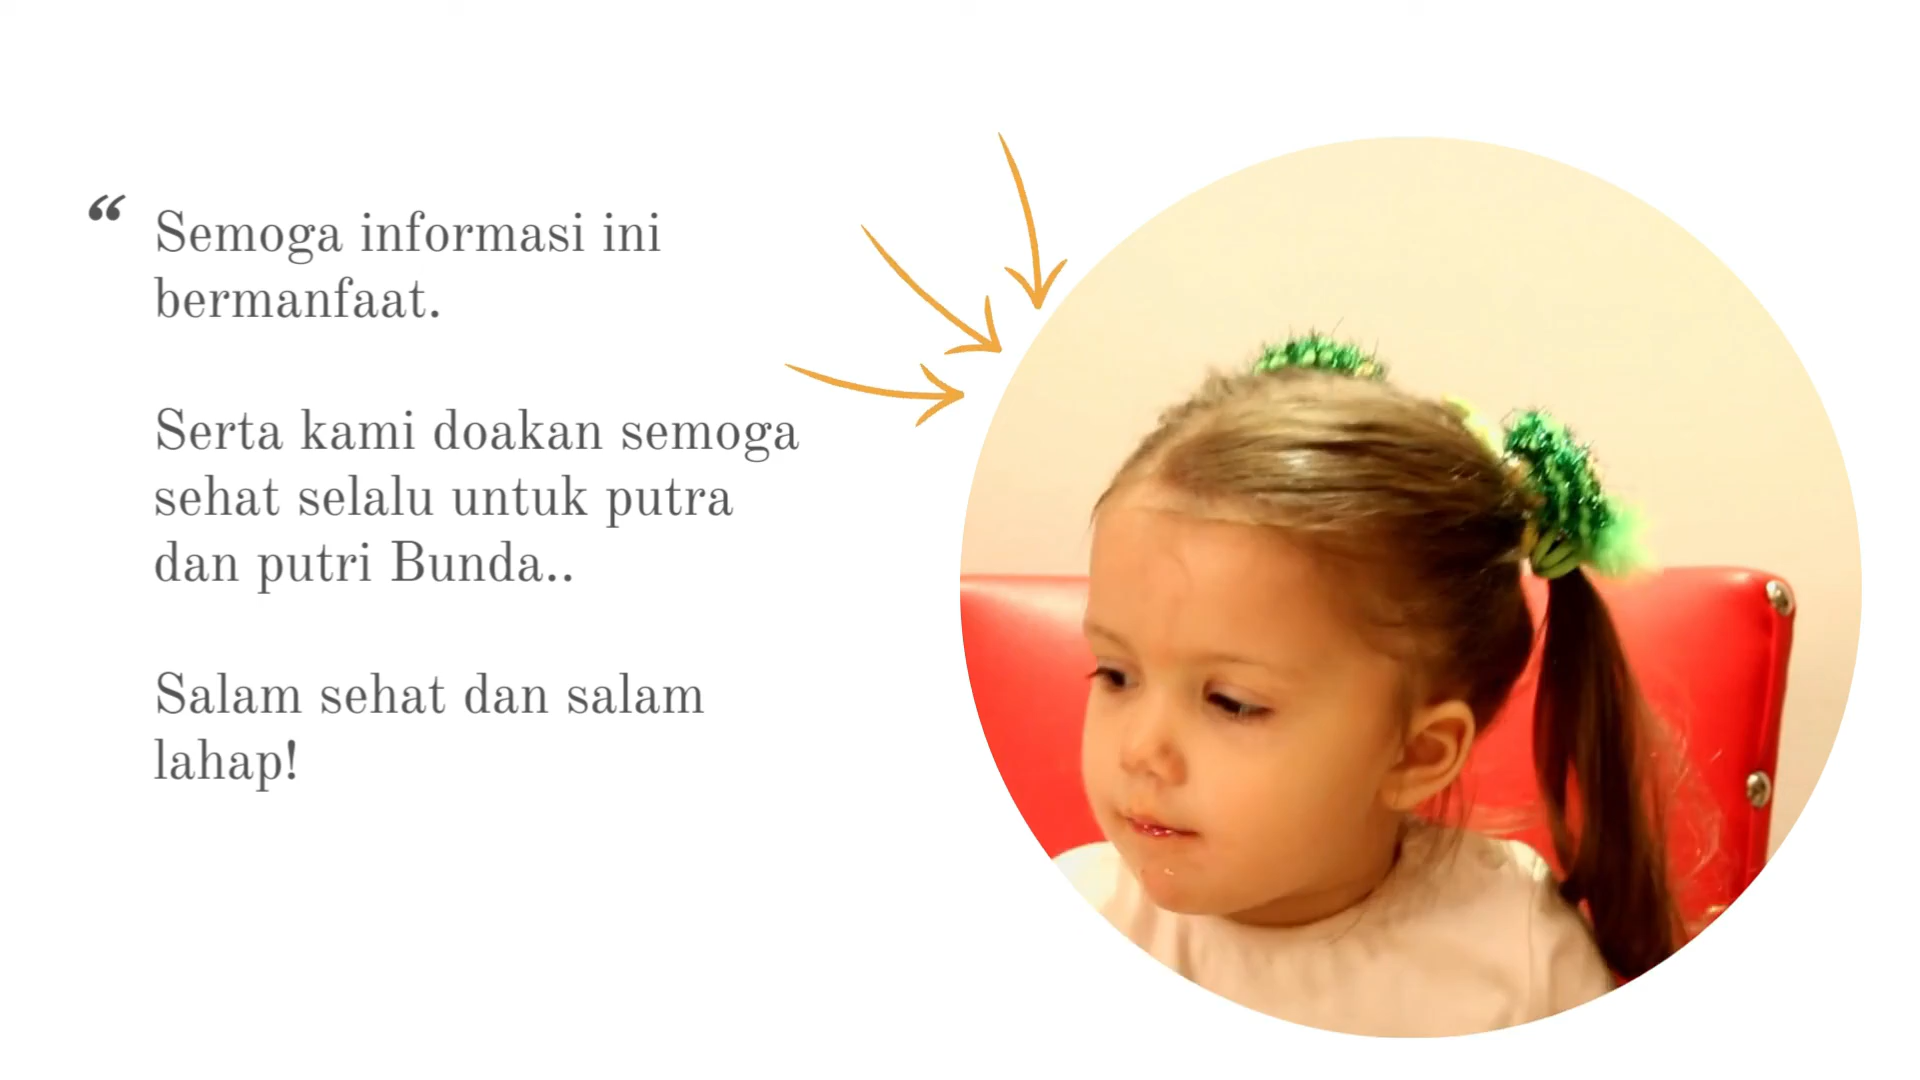 “ Semoga informasi ini
bermanfaat.
Serta kami doakan semoga
sehat selalu untuk putra
dan putri Bunda..
Salam sehat dan salam
lahap!